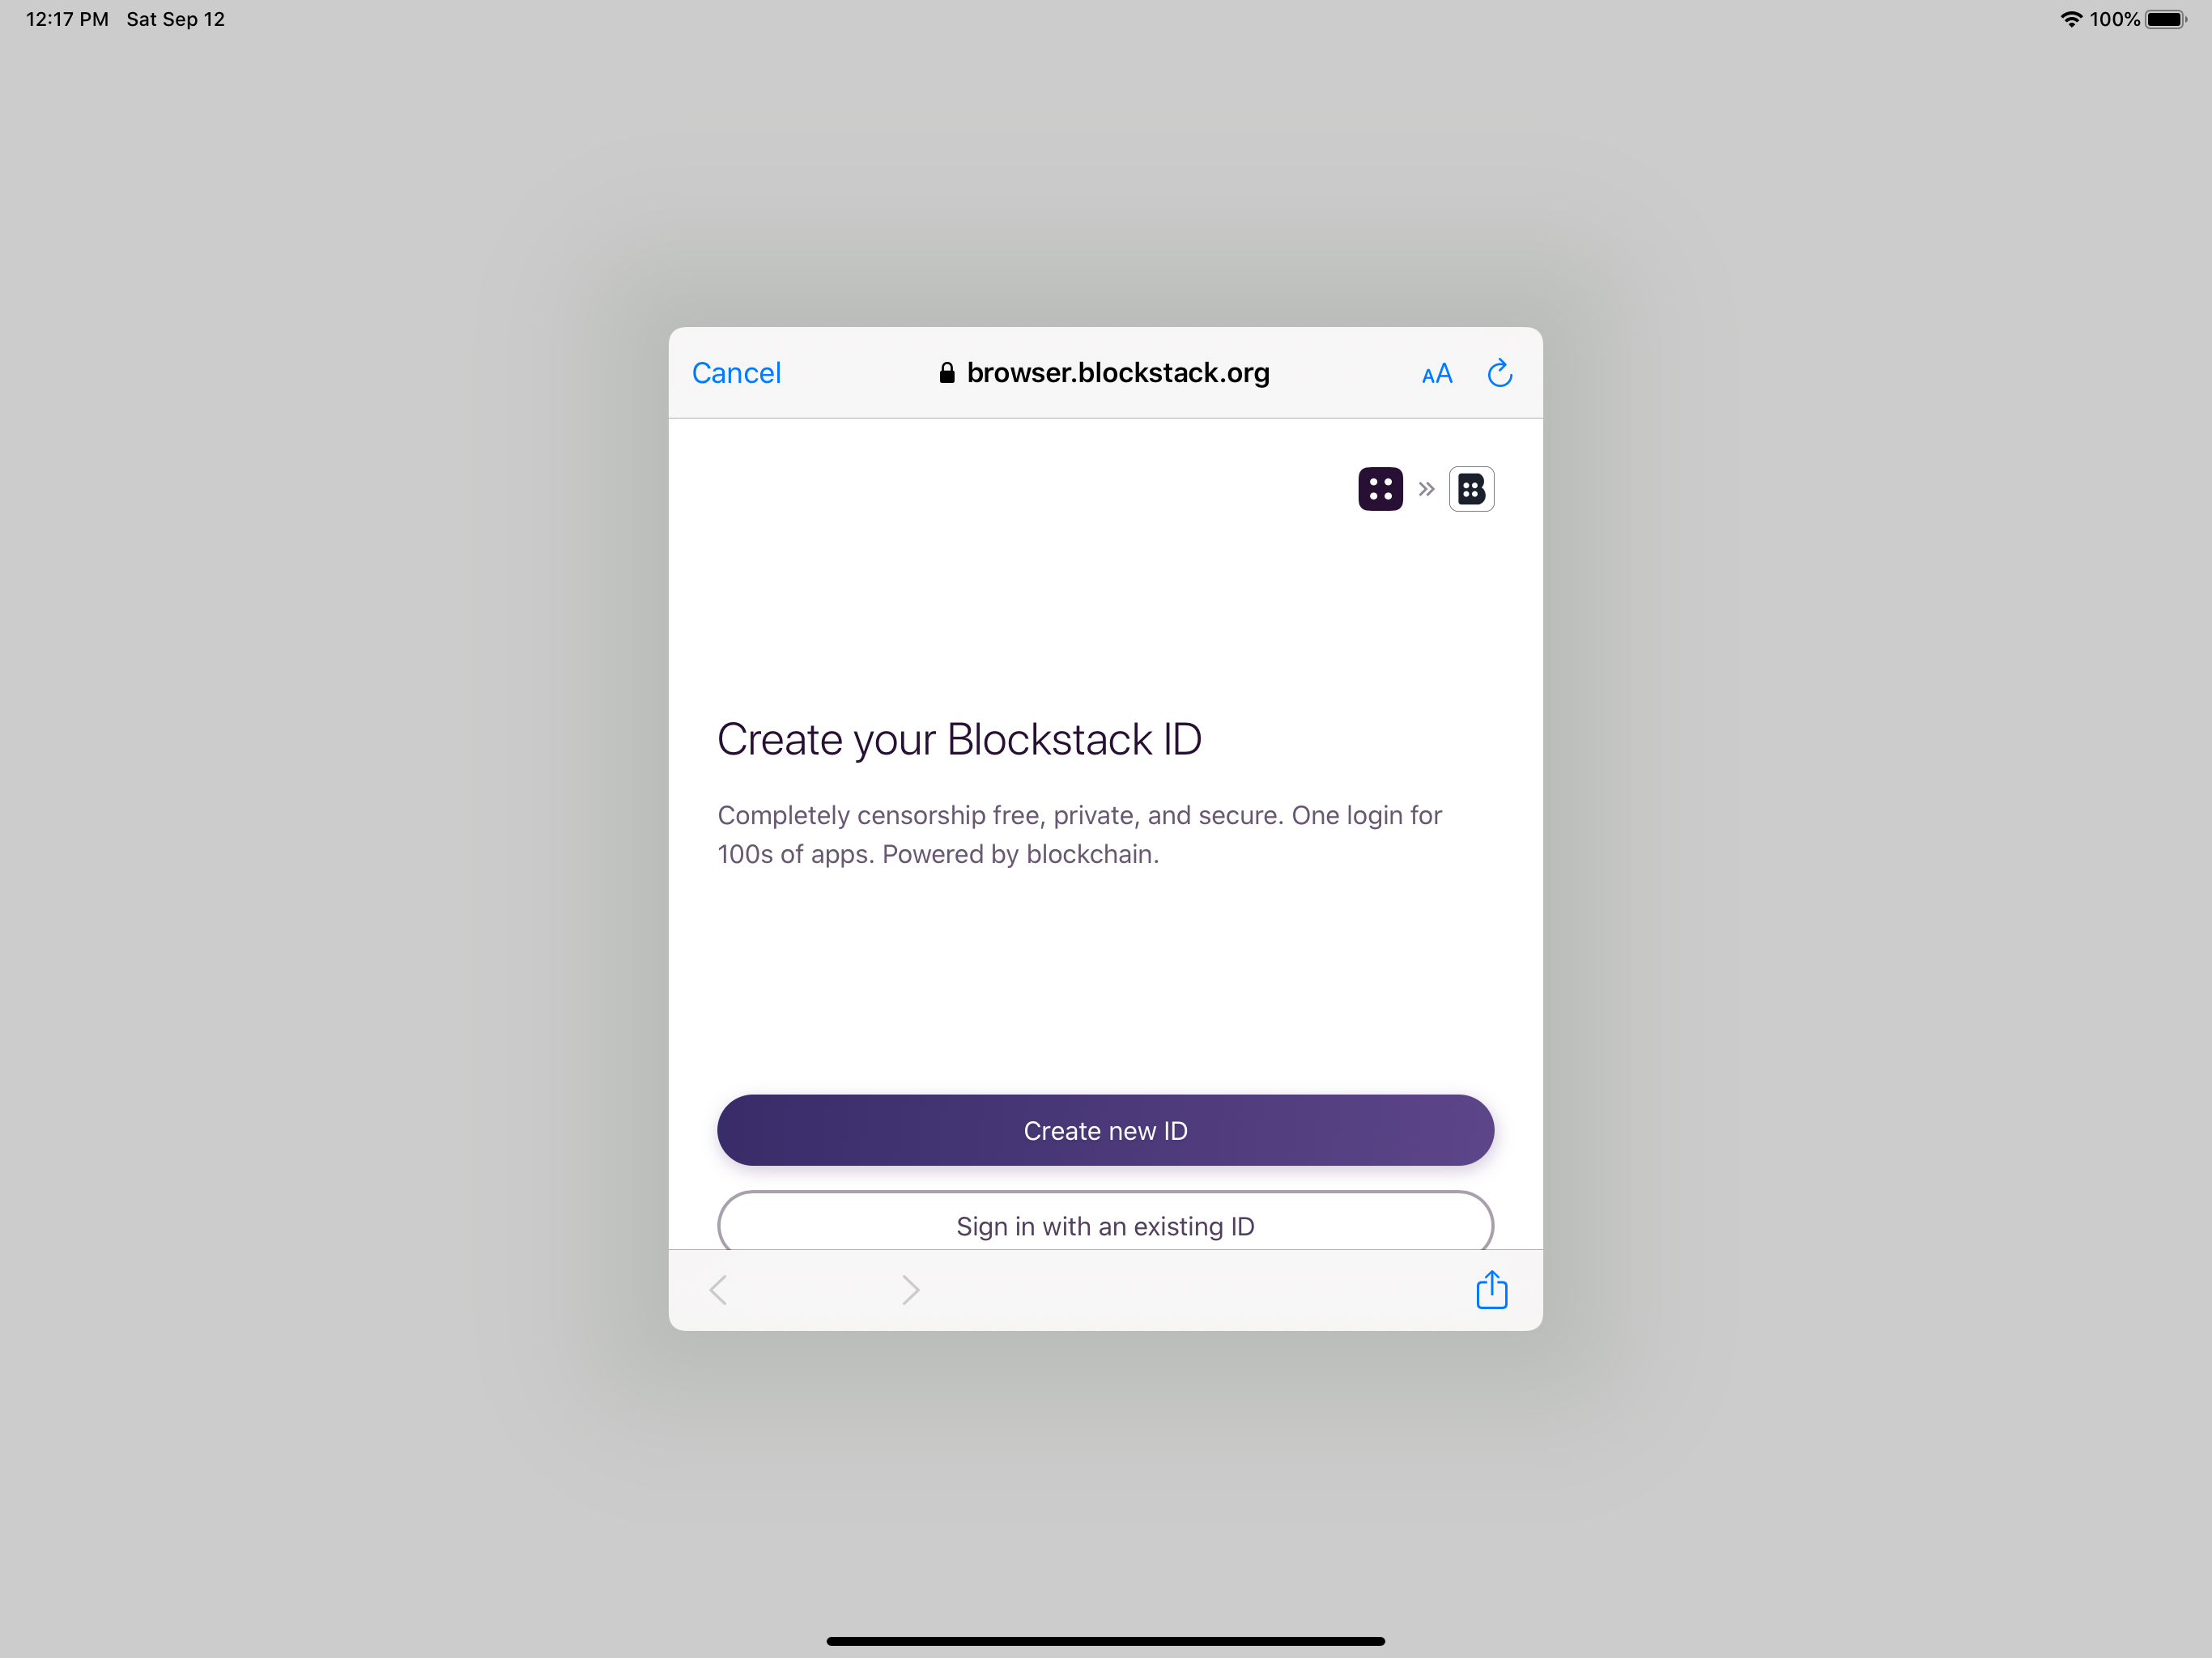 12:17 PM Sat Sep 12
100%
Cancel
browser.blockstack.org
AA
B
Create your Blockstack ID
Completely censorship free, private, and secure. One login for
100s of apps. Powered by blockchain.
Create new ID
Sign in with an existing ID